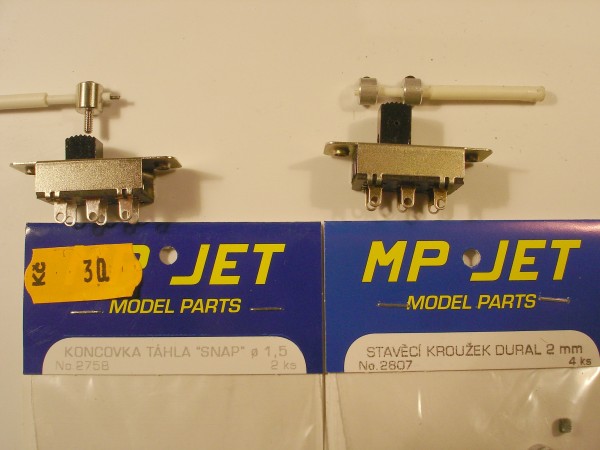 Kč 30
MP JET
MODEL PARTS
KONCOVKA TÁHLA "SNAP" ø 1,5
No.2758 2 ks
MP JET
MODEL PARTS
STAVĚCÍ KROUŽEK DURAL 2 mm
No.2807 4 ks